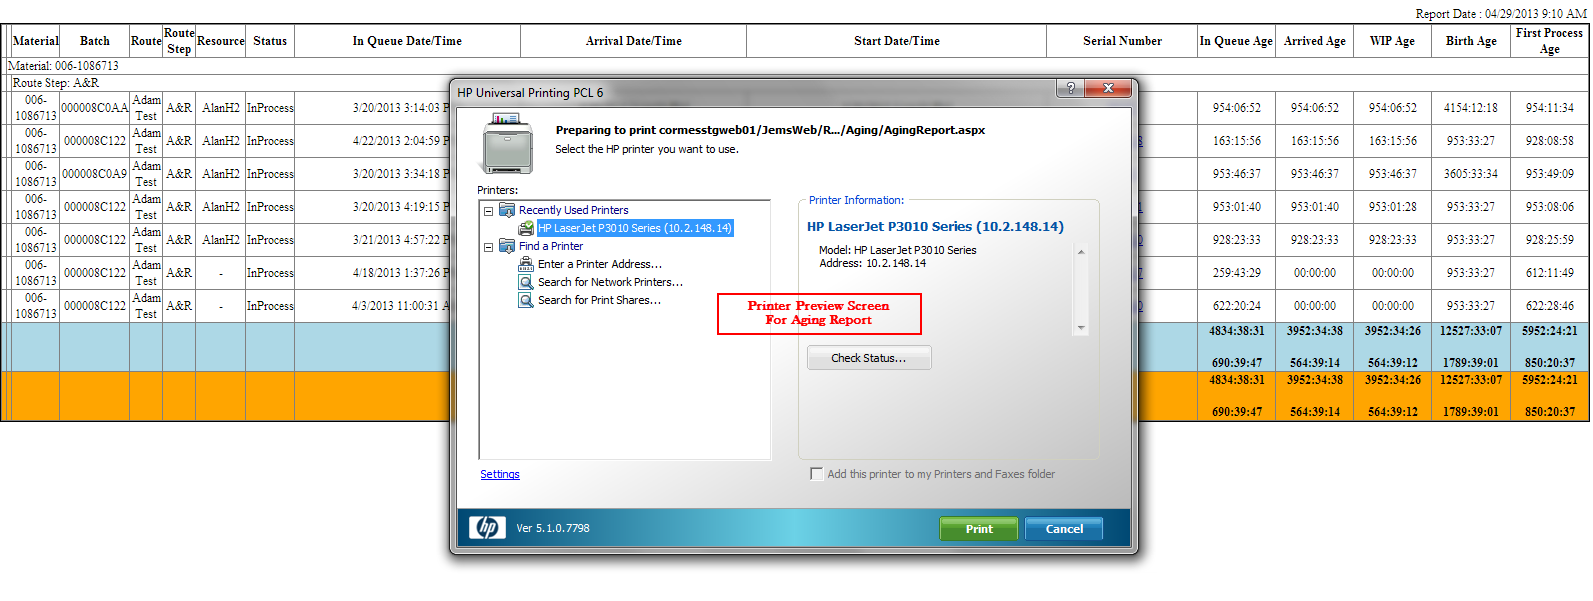 Report Date : 04/29/2013 9:10 AM
Material Batch Route Route Step Resource Status In Queue Date/Time Arrival Date/Time Start Date/Time Serial Number In Queue Age Arrived Age WIP Age Birth Age First Process Age
Material: 006-1086713
Route Step: A&R
006-1086713 000008C0AA Adam Test A&R AlanH2 InProcess 3/20/2013 3:14:03 954:06:52 954:06:52 954:06:52 4154:12:18 954:11:34
006-1086713 000008C122 Adam Test A&R AlanH2 InProcess 4/22/2013 2:04:59 163:15:56 163:15:56 163:15:56 953:33:27 928:08:58
006-1086713 000008C0A9 Adam Test A&R AlanH2 InProcess 3/20/2013 3:34:18 953:46:37 953:46:37 953:46:37 3605:33:34 953:49:09
006-1086713 000008C122 Adam Test A&R AlanH2 InProcess 3/20/2013 4:19:15 953:01:40 953:01:40 953:01:28 953:33:27 953:08:06
006-1086713 000008C122 Adam Test A&R AlanH2 InProcess 3/21/2013 4:57:22 928:23:33 928:23:33 928:23:33 953:33:27 928:25:59
006-1086713 000008C122 Adam Test A&R - InProcess 4/18/2013 1:37:26 259:43:29 00:00:00 00:00:00 953:33:27 612:11:49
006-1086713 000008C122 Adam Test A&R - InProcess 4/3/2013 11:00:31 622:20:24 00:00:00 00:00:00 953:33:27 622:28:46
4834:38:31 3952:34:38 3952:34:26 12527:33:07 5952:24:21
690:39:47 564:39:14 564:39:12 1789:39:01 850:20:37
4834:38:31 3952:34:38 3952:34:26 12527:33:07 5952:24:21
690:39:47 564:39:14 564:39:12 1789:39:01 850:20:37
HP Universal Printing PCL 6
Preparing to print cormesstgweb01/JemsWeb/R.../Aging/AgingReport.aspx
Select the HP printer you want to use.
Printers:
Recently Used Printers
HP LaserJet P3010 Series (10.2.148.14)
Find a Printer
Enter a Printer Address...
Search for Network Printers...
Search for Print Shares...
Settings
Printer Information:
HP LaserJet P3010 Series (10.2.148.14)
Model: HP LaserJet P3010 Series
Address: 10.2.148.14
Printer Preview Screen
For Aging Report
Check Status...
Add this printer to my Printers and Faxes folder
hp Ver 5.1.0.7798
Print Cancel